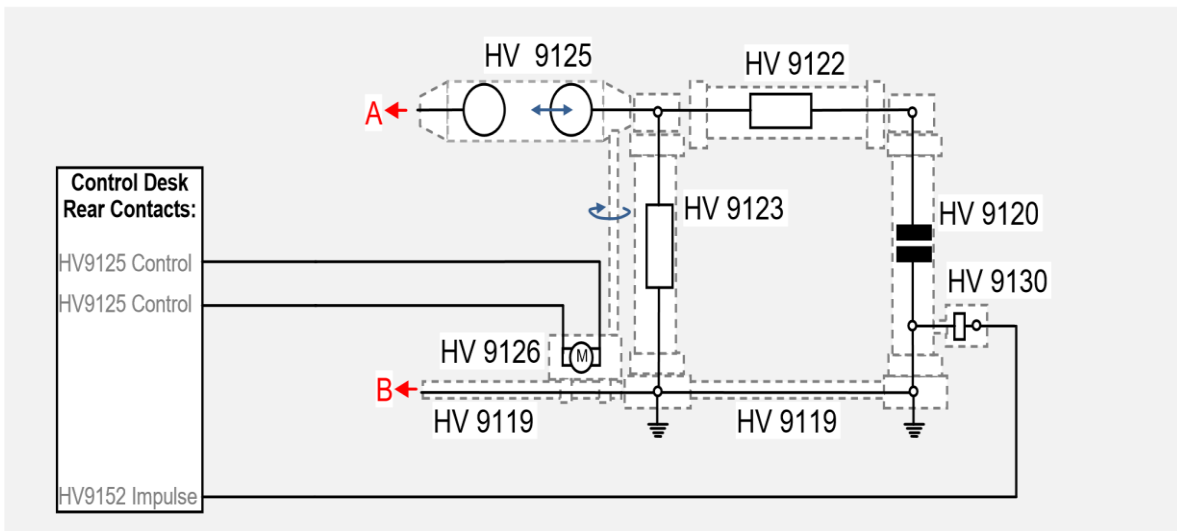 HV 9125
HV 9122
A
Control Desk
Rear Contacts:
HV 9123
HV 9120
HV9125 Control
HV 9130
HV9125 Control
HV 9126
M
B
HV 9119
HV 9119
HV9152 Impulse